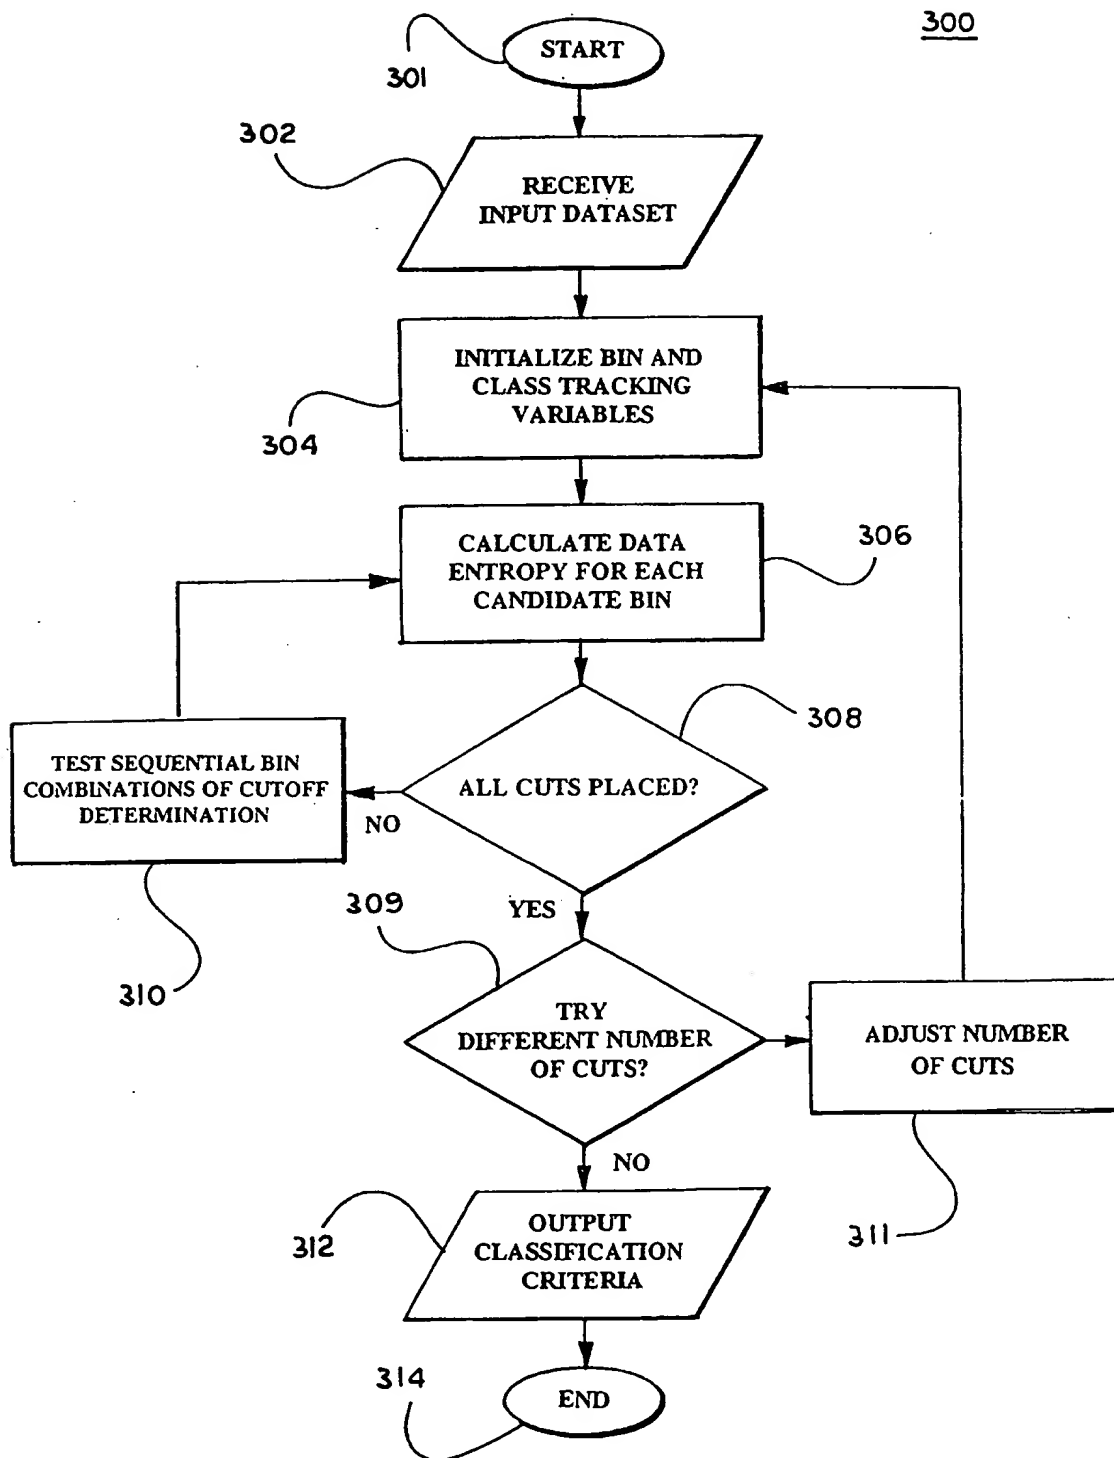 300
START
301
302
RECEIVE
INPUT DATASET
INITIALIZE BIN AND
CLASS TRACKING
VARIABLES
304
CALCULATE DATA
ENTROPY FOR EACH
CANDIDATE BIN
306
308
ALL CUTS PLACED?
TEST SEQUENTIAL BIN
COMBINATIONS OF CUTOFF
DETERMINATION
NO
310
YES
309
TRY
DIFFERENT NUMBER
OF CUTS?
ADJUST NUMBER
OF CUTS
311
NO
312
OUTPUT
CLASSIFICATION
CRITERIA
314
END